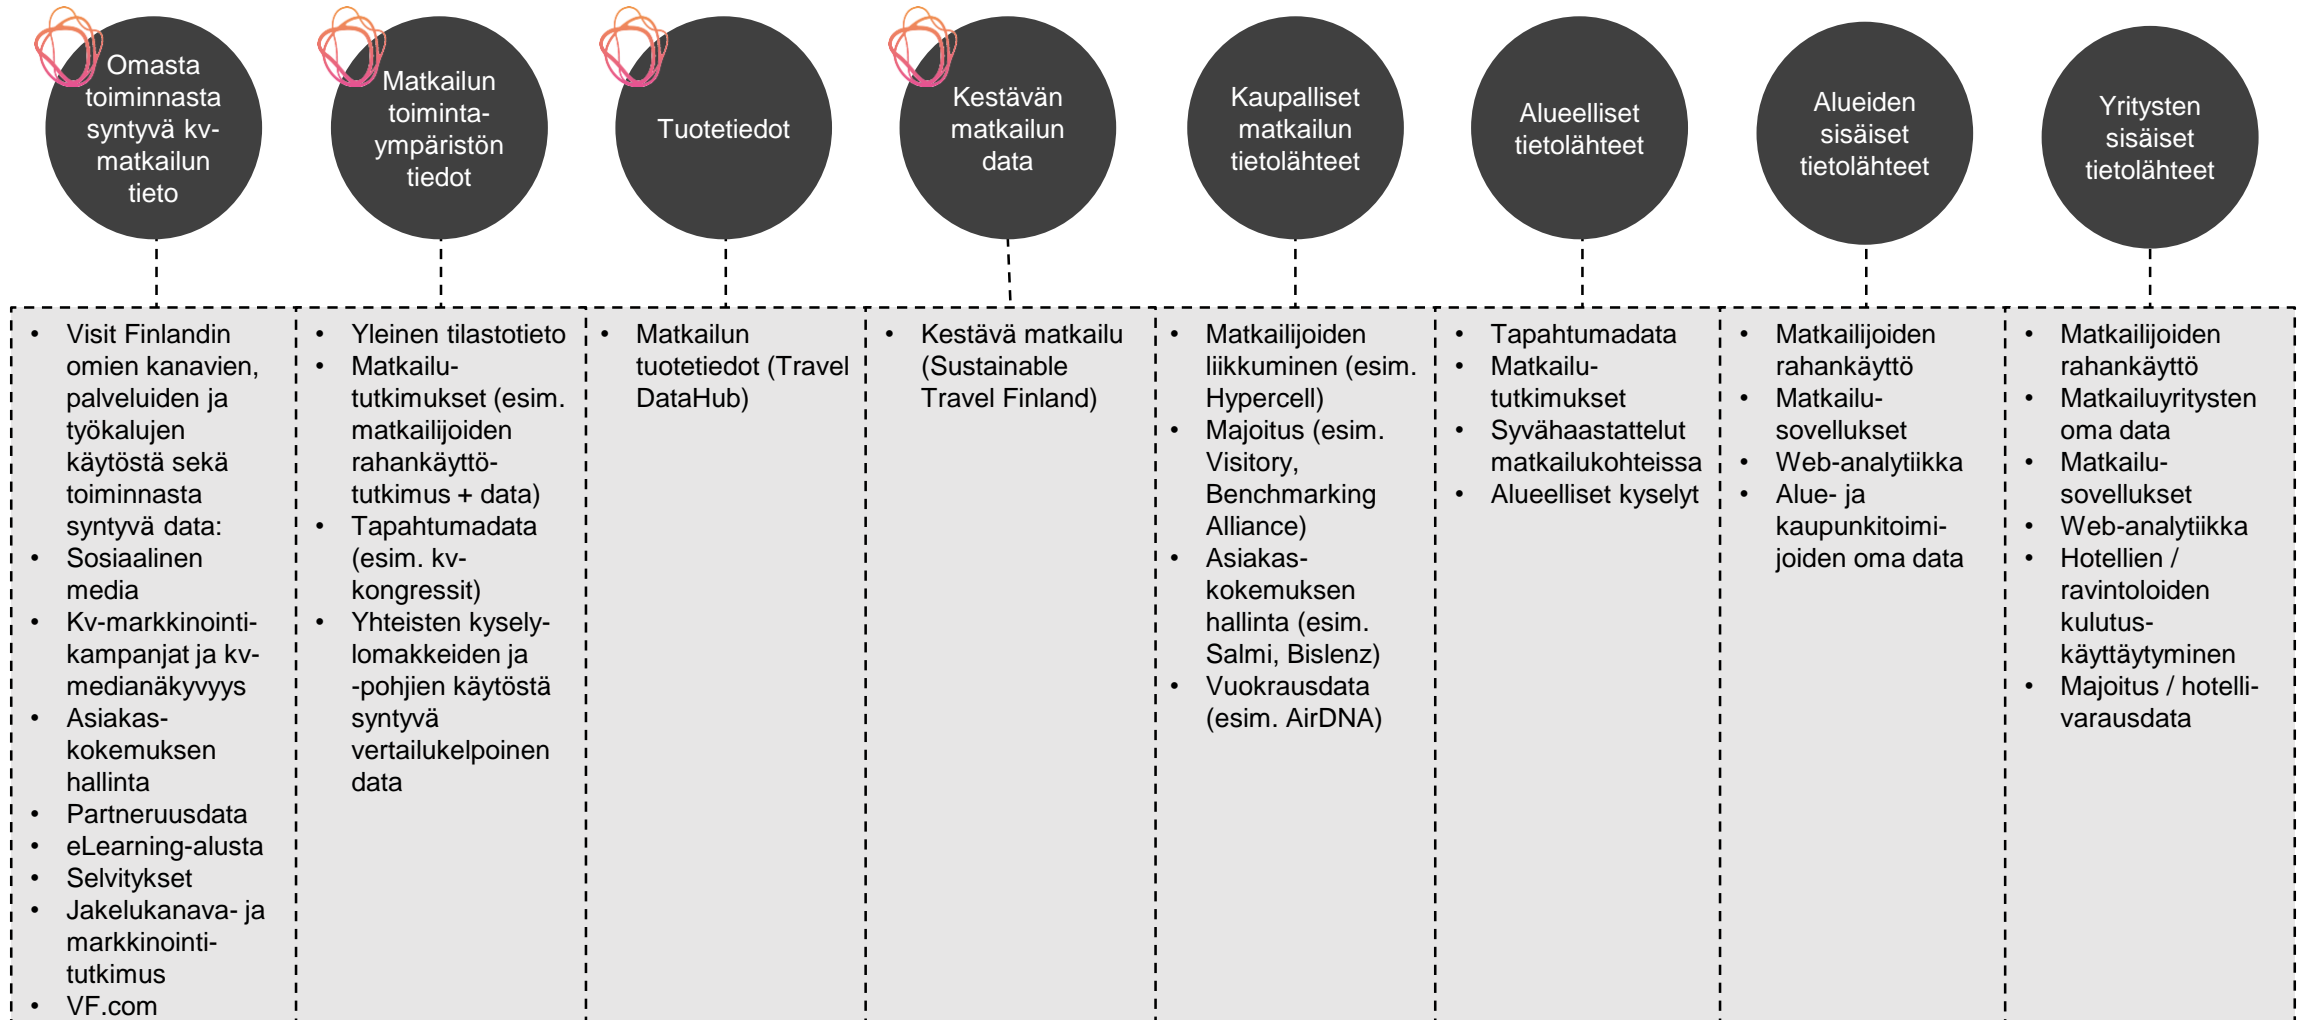 Omasta
toiminnasta
syntyvä kv-
matkailun
tieto
Matkailun
toiminta-
ympäristön
tiedot
Tuotetiedot
Kestävän
matkailun
data
Kaupalliset
matkailun
tietolähteet
Alueelliset
tietolähteet
Alueiden
sisäiset
tietolähteet
Yritysten
sisäiset
tietolähteet
• Visit Finlandin
omien kanavien,
palveluiden ja
työkalujen
käytöstä sekä
toiminnasta
syntyvä data:
• Sosiaalinen
media
• Kv-markkinointi-
kampanjat ja kv-
medianäkyvyys
• Asiakas-
kokemuksen
hallinta
• Partneruusdata
• eLearning-alusta
• Selvitykset
• Jakelukanava- ja
markkinointi-
tutkimus
• VF.com
• Yleinen tilastotieto
• Matkailu-
tutkimukset (esim.
matkailijoiden
rahankäyttö-
tutkimus + data)
• Tapahtumadata
(esim. kv-
kongressit)
• Yhteisten kysely-
lomakkeiden ja
-pohjien käytöstä
syntyvä
vertailukelpoinen
data
• Matkailun
tuotetiedot (Travel
DataHub)
• Kestävä matkailu
(Sustainable
Travel Finland)
• Matkailijoiden
liikkuminen (esim.
Hypercell)
• Majoitus (esim.
Visitory,
Benchmarking
Alliance)
• Asiakas-
kokemuksen
hallinta (esim.
Salmi, Bislenz)
• Vuokrausdata
(esim. AirDNA)
• Tapahtumadata
• Matkailu-
tutkimukset
• Syvähaastattelut
matkailukohteissa
• Alueelliset kyselyt
• Matkailijoiden
rahankäyttö
• Matkailu-
sovellukset
• Web-analytiikka
• Alue- ja
kaupunkitoimi-
joiden oma data
• Matkailijoiden
rahankäyttö
• Matkailuyritysten
oma data
• Matkailu-
sovellukset
• Web-analytiikka
• Hotellien /
ravintoloiden
kulutus-
käyttäytyminen
• Majoitus / hotelli-
varausdata